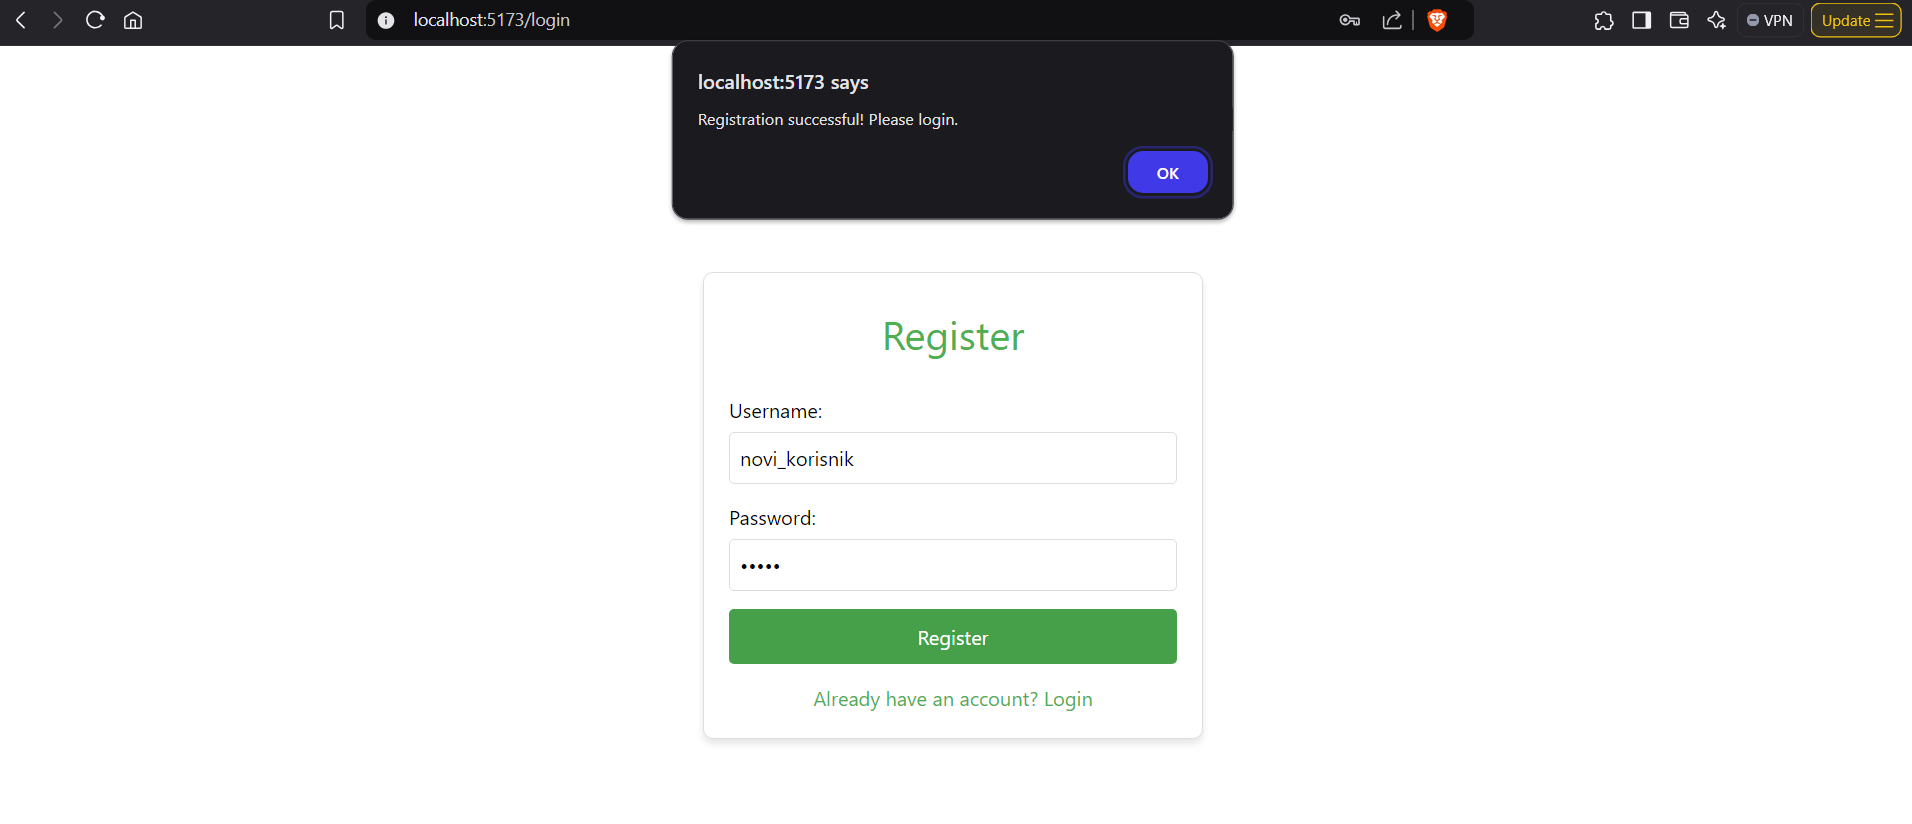 localhost:5173/login
VPN
Update
localhost:5173 says
Registration successful! Please login.
OK
Register
Username:
novi_korisnik
Password:
•••••
Register
Already have an account? Login